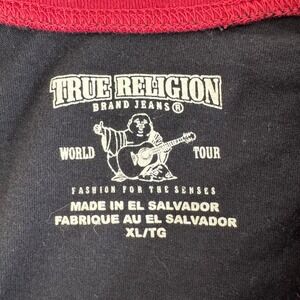 TRUE RELIGION
BRAND JEANS®
WORLD TOUR
FASHION FOR THE SENSES
MADE IN EL SALVADOR
FABRIQUE AU EL SALVADOR
XL/TG